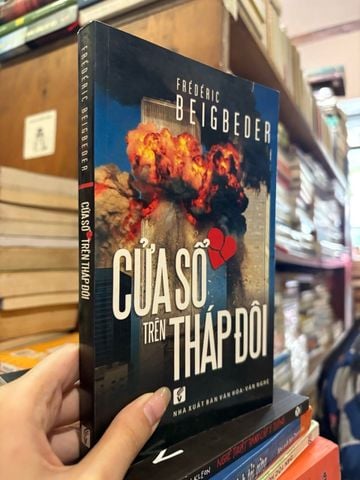 FRÉDÉRIC BEIGBEDER
CỬA SỔ TRÊN THÁP ĐÔI
FRÉDÉRIC
BEIGBEDER
CỬA SỔ
TRÊN THÁP ĐÔI
NHÀ XUẤT BẢN VĂN HÓA-VĂN NGHỆ
KLEON